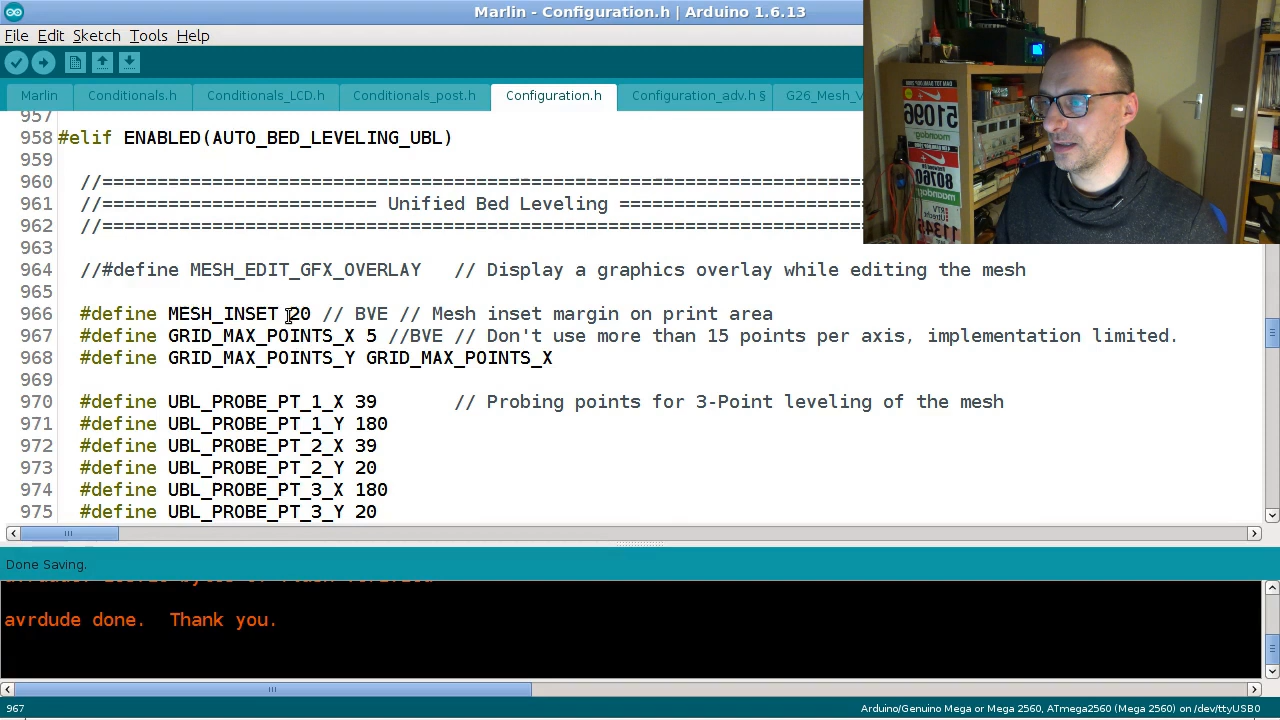 Marlin - Configuration.h | Arduino 1.6.13
File Edit Sketch Tools Help
Marlin Conditionals.h Conditionals_LCD.h Conditionals_post.h Configuration.h Configuration_adv.h § G26_Mesh_V
957
958 #elif ENABLED(AUTO_BED_LEVELING_UBL)
959
960 //======================================================================
961 //========================= Unified Bed Leveling ======================
962 //======================================================================
963
964 //#define MESH_EDIT_GFX_OVERLAY   // Display a graphics overlay while editing the mesh
965
966 #define MESH_INSET 20 // BVE // Mesh inset margin on print area
967 #define GRID_MAX_POINTS_X 5 //BVE // Don't use more than 15 points per axis, implementation limited.
968 #define GRID_MAX_POINTS_Y GRID_MAX_POINTS_X
969
970 #define UBL_PROBE_PT_1_X 39       // Probing points for 3-Point leveling of the mesh
971 #define UBL_PROBE_PT_1_Y 180
972 #define UBL_PROBE_PT_2_X 39
973 #define UBL_PROBE_PT_2_Y 20
974 #define UBL_PROBE_PT_3_X 180
975 #define UBL_PROBE_PT_3_Y 20
Done Saving.
avrdude done.  Thank you.
967
Arduino/Genuino Mega or Mega 2560, ATmega2560 (Mega 2560) on /dev/ttyUSB0
51096
80760